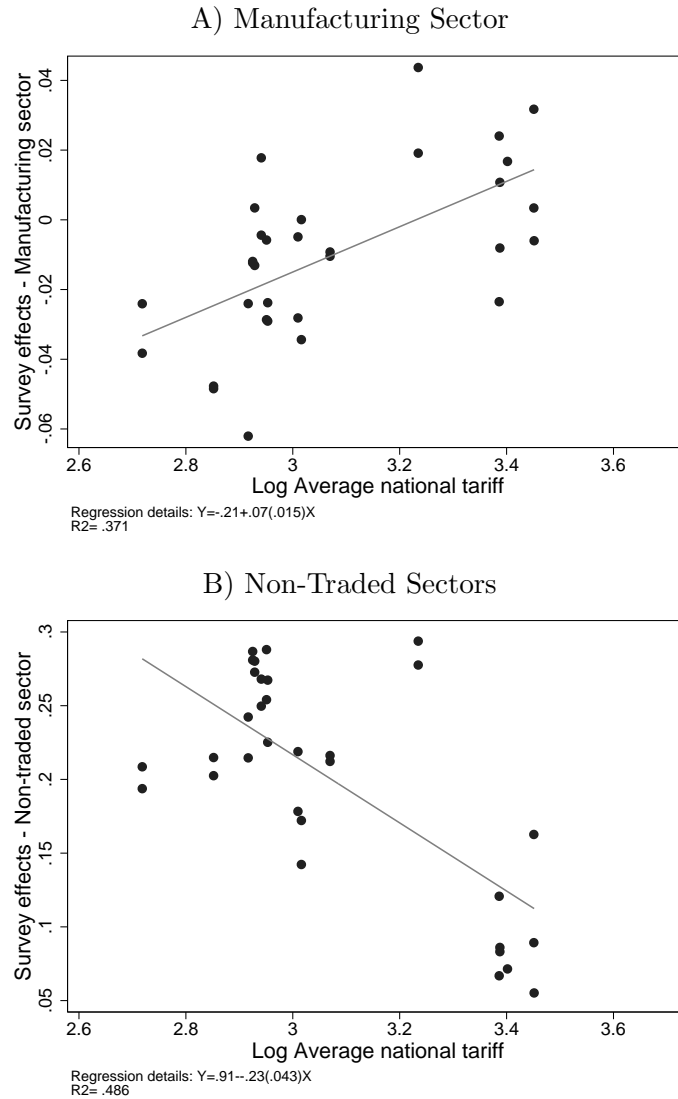 A) Manufacturing Sector
Survey effects - Manufacturing sector
.04
.02
0
-.02
-.04
-.06
2.6 2.8 3 3.2 3.4 3.6
Log Average national tariff
Regression details: Y=-.21+.07(.015)X
R2= .371
B) Non-Traded Sectors
Survey effects - Non-traded sector
.3
.25
.2
.15
.1
.05
2.6 2.8 3 3.2 3.4 3.6
Log Average national tariff
Regression details: Y=.91--.23(.043)X
R2= .486